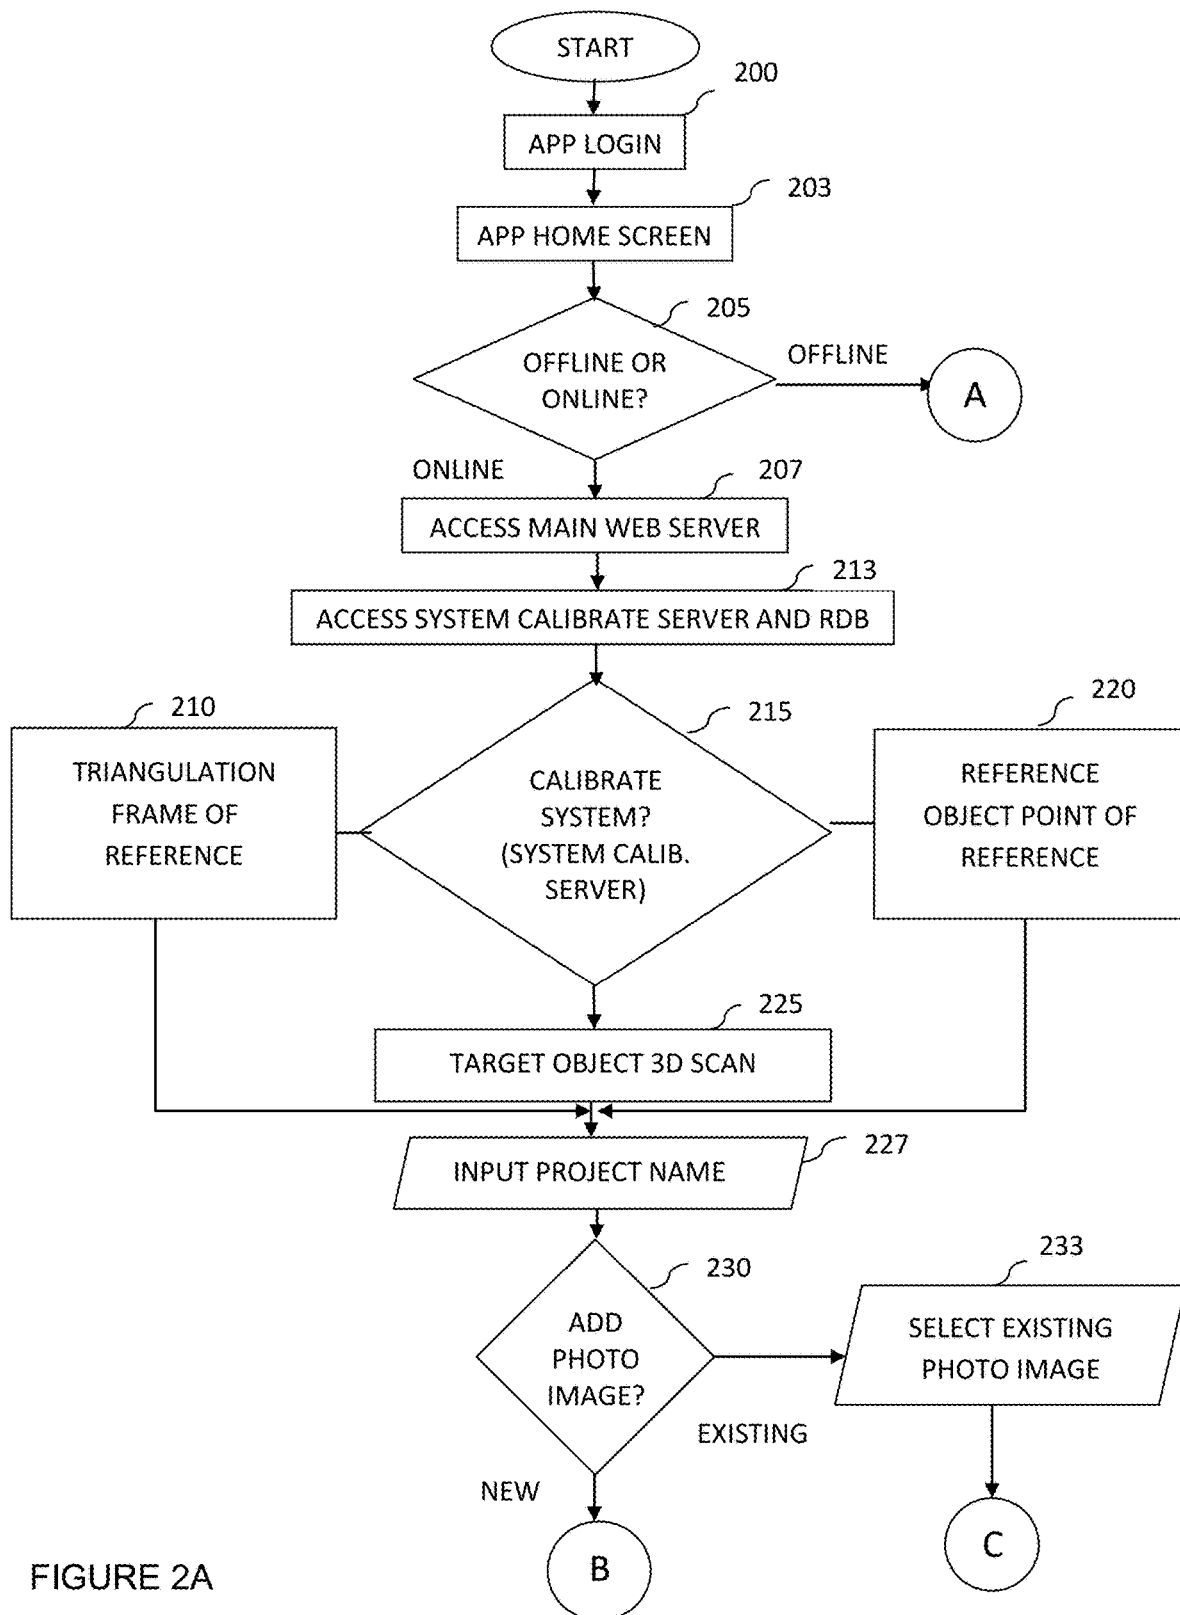 START
200
APP LOGIN
203
APP HOME SCREEN
205
OFFLINE OR
ONLINE?
OFFLINE
A
ONLINE
207
ACCESS MAIN WEB SERVER
213
ACCESS SYSTEM CALIBRATE SERVER AND RDB
210
TRIANGULATION
FRAME OF
REFERENCE
215
CALIBRATE
SYSTEM?
(SYSTEM CALIB.
SERVER)
220
REFERENCE
OBJECT POINT OF
REFERENCE
225
TARGET OBJECT 3D SCAN
227
INPUT PROJECT NAME
230
ADD
PHOTO
IMAGE?
233
SELECT EXISTING
PHOTO IMAGE
EXISTING
NEW
B
C
FIGURE 2A